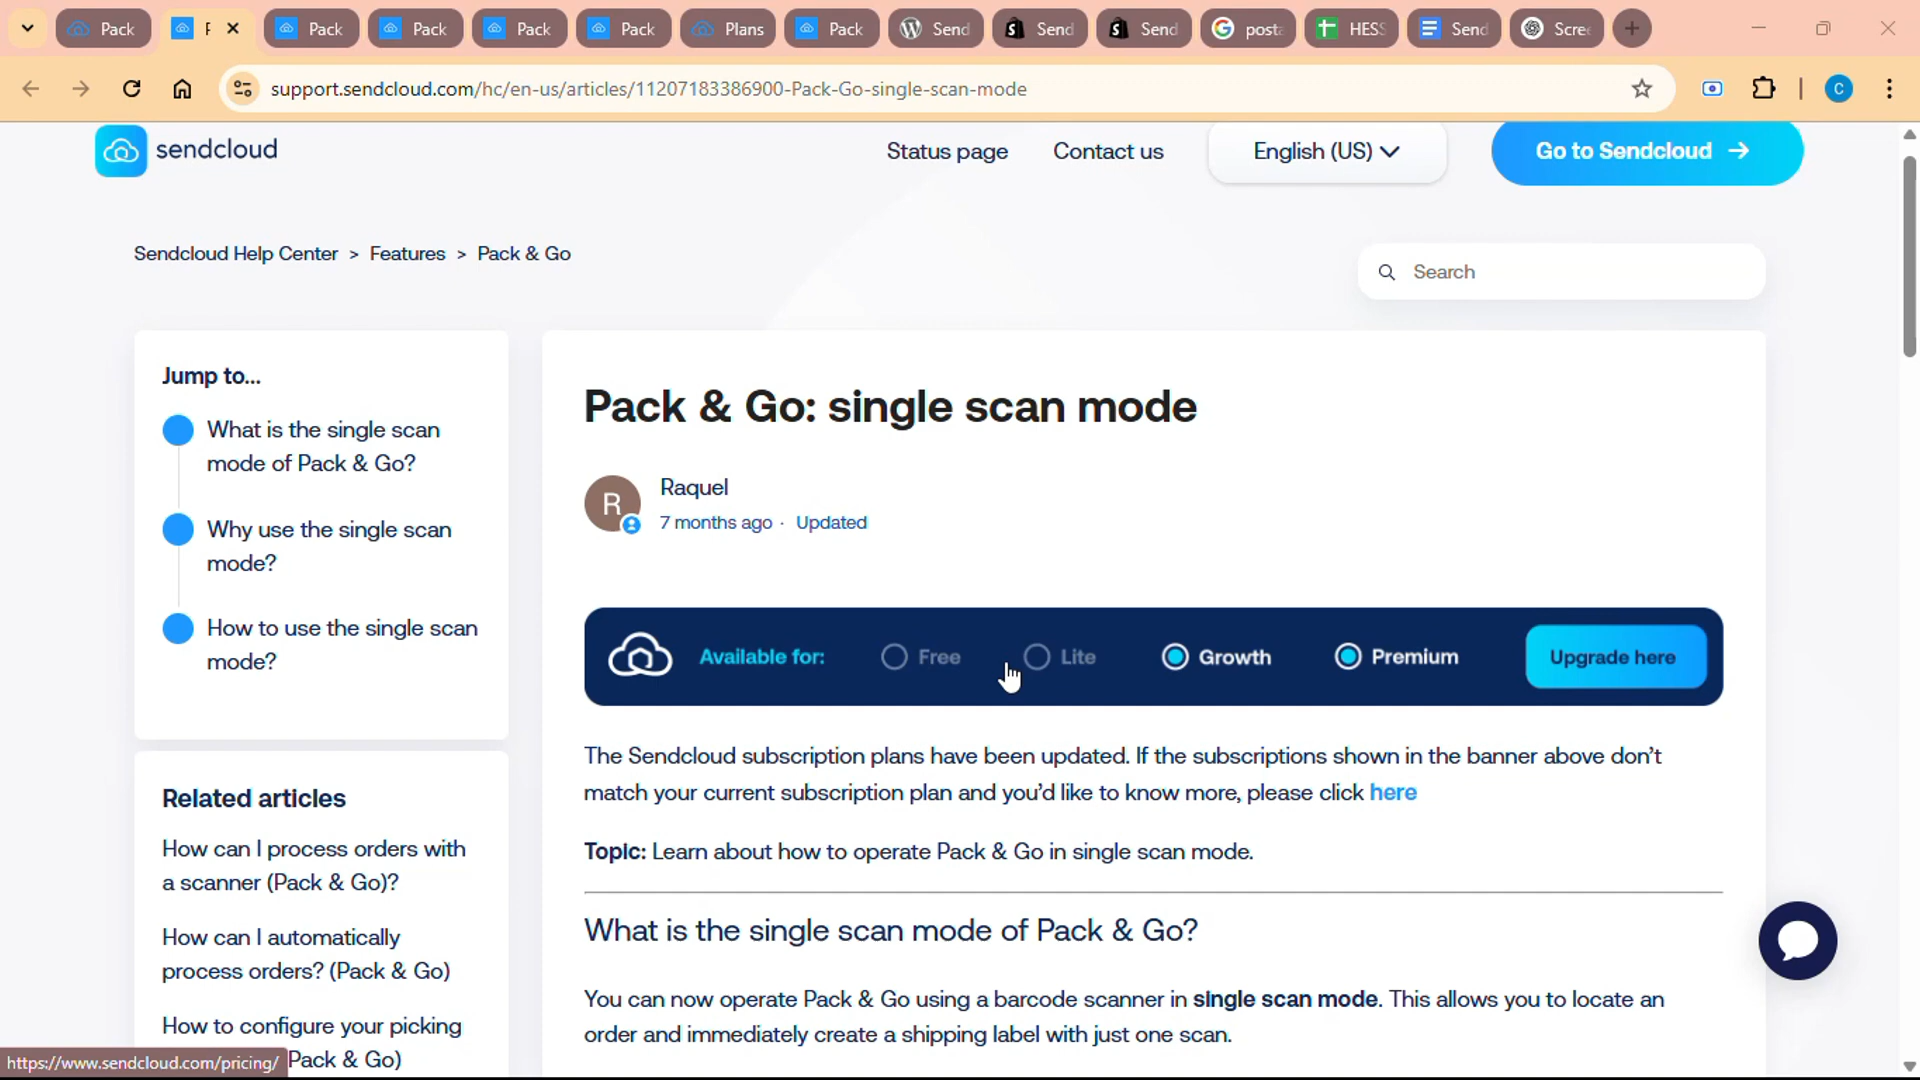 Pack
F
Pack
Pack
Pack
Pack
Plans
Pack
Send
Send
Send
posta
HESS
Send
Scree
support.sendcloud.com/hc/en-us/articles/11207183386900-Pack-Go-single-scan-mode
C
sendcloud
Status page
Contact us
English (US)
Go to Sendcloud →
Sendcloud Help Center > Features > Pack & Go
Search
Jump to...
What is the single scan
mode of Pack & Go?
Why use the single scan
mode?
How to use the single scan
mode?
Related articles
How can I process orders with
a scanner (Pack & Go)?
How can I automatically
process orders? (Pack & Go)
How to configure your picking
Pack & Go)
https://www.sendcloud.com/pricing/
Pack & Go: single scan mode
R
Raquel
7 months ago · Updated
Available for: Free Lite Growth Premium Upgrade here
The Sendcloud subscription plans have been updated. If the subscriptions shown in the banner above don't
match your current subscription plan and you'd like to know more, please click here
Topic: Learn about how to operate Pack & Go in single scan mode.
What is the single scan mode of Pack & Go?
You can now operate Pack & Go using a barcode scanner in single scan mode. This allows you to locate an
order and immediately create a shipping label with just one scan.